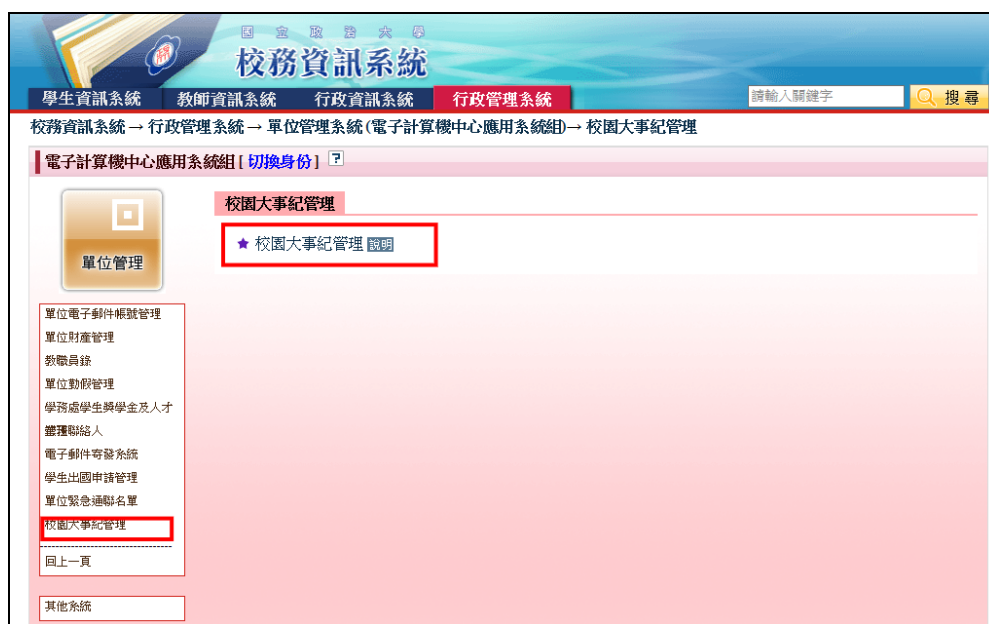 國立政治大學
校務資訊系統
學生資訊系統 教師資訊系統 行政資訊系統 行政管理系統 請輸入關鍵字 搜尋
校務資訊系統 → 行政管理系統 → 單位管理系統 (電子計算機中心應用系統組)→ 校園大事紀管理
電子計算機中心應用系統組 [ 切換身份 ] ?
校園大事紀管理
★ 校園大事紀管理 說明
單位管理
單位電子郵件帳號管理
單位財產管理
教職員錄
單位勤假管理
學務處學生獎學金及人才
聯絡人
電子郵件寄發系統
學生出國申請管理
單位緊急通聯名單
校園大事紀管理
回上一頁
其他系統